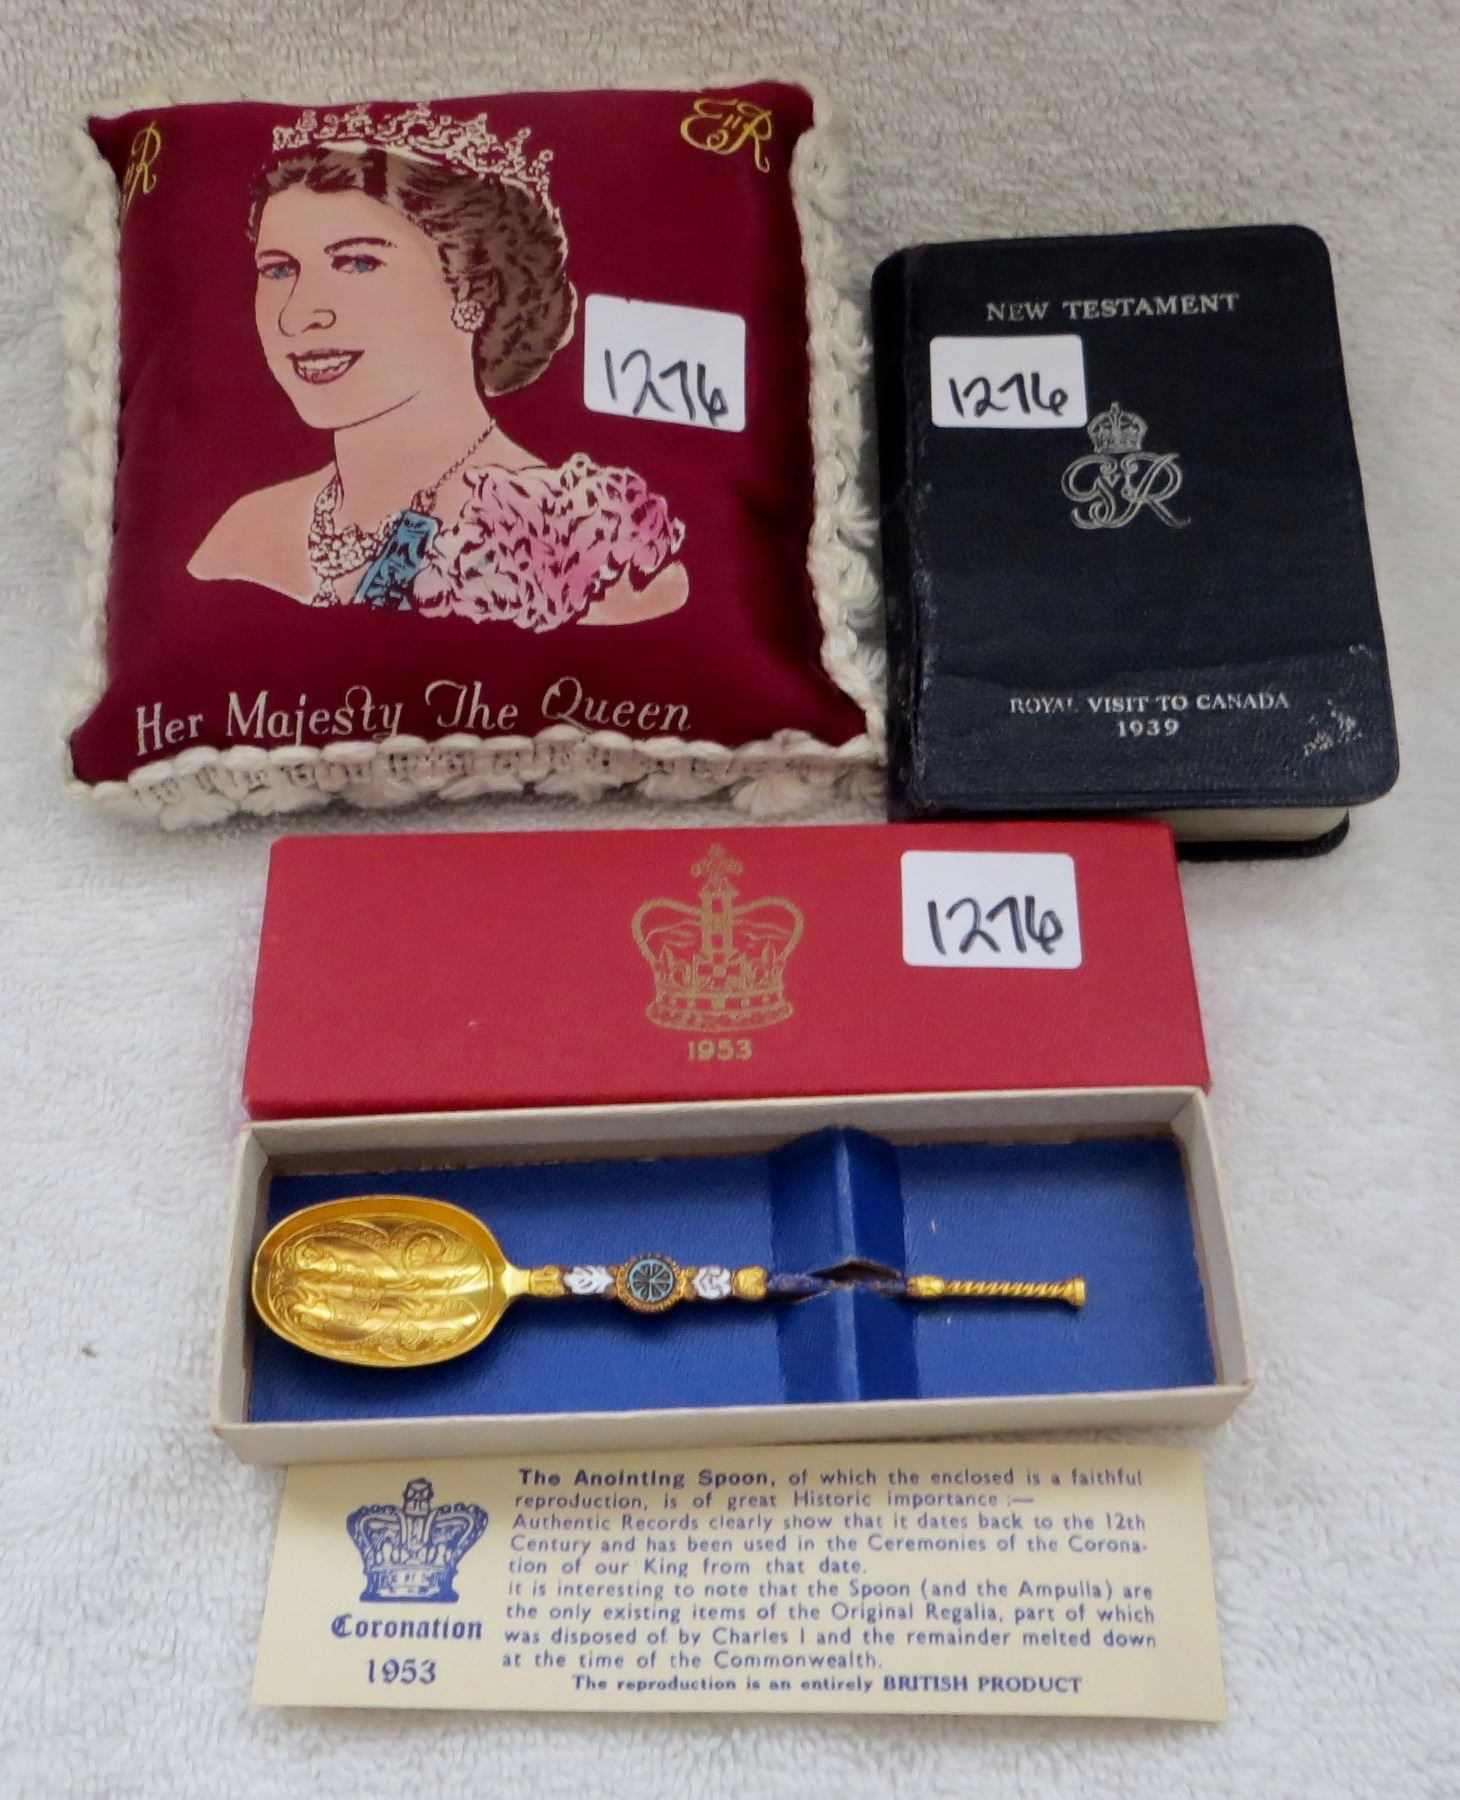 R
EIIR
1276
Her Majesty The Queen
NEW TESTAMENT
1276
GVIR
ROYAL VISIT TO CANADA
1939
1276
1953
The Anointing Spoon, of which the enclosed is a faithful
reproduction, is of great Historic importance :—
Authentic Records clearly show that it dates back to the 12th
Century and has been used in the Ceremonies of the Corona-
tion of our King from that date.
It is interesting to note that the Spoon (and the Ampulla) are
the only existing items of the Original Regalia, part of which
was disposed of by Charles I and the remainder melted down
at the time of the Commonwealth.
The reproduction is an entirely BRITISH PRODUCT
Coronation
1953